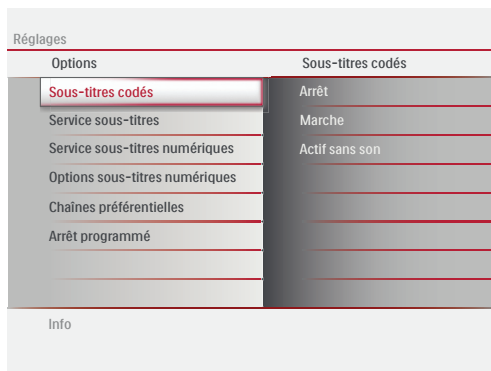 Réglages
Options
Sous-titres codés
Sous-titres codés
Arrêt
Service sous-titres
Marche
Service sous-titres numériques
Actif sans son
Options sous-titres numériques
Chaînes préférentielles
Arrêt programmé
Info